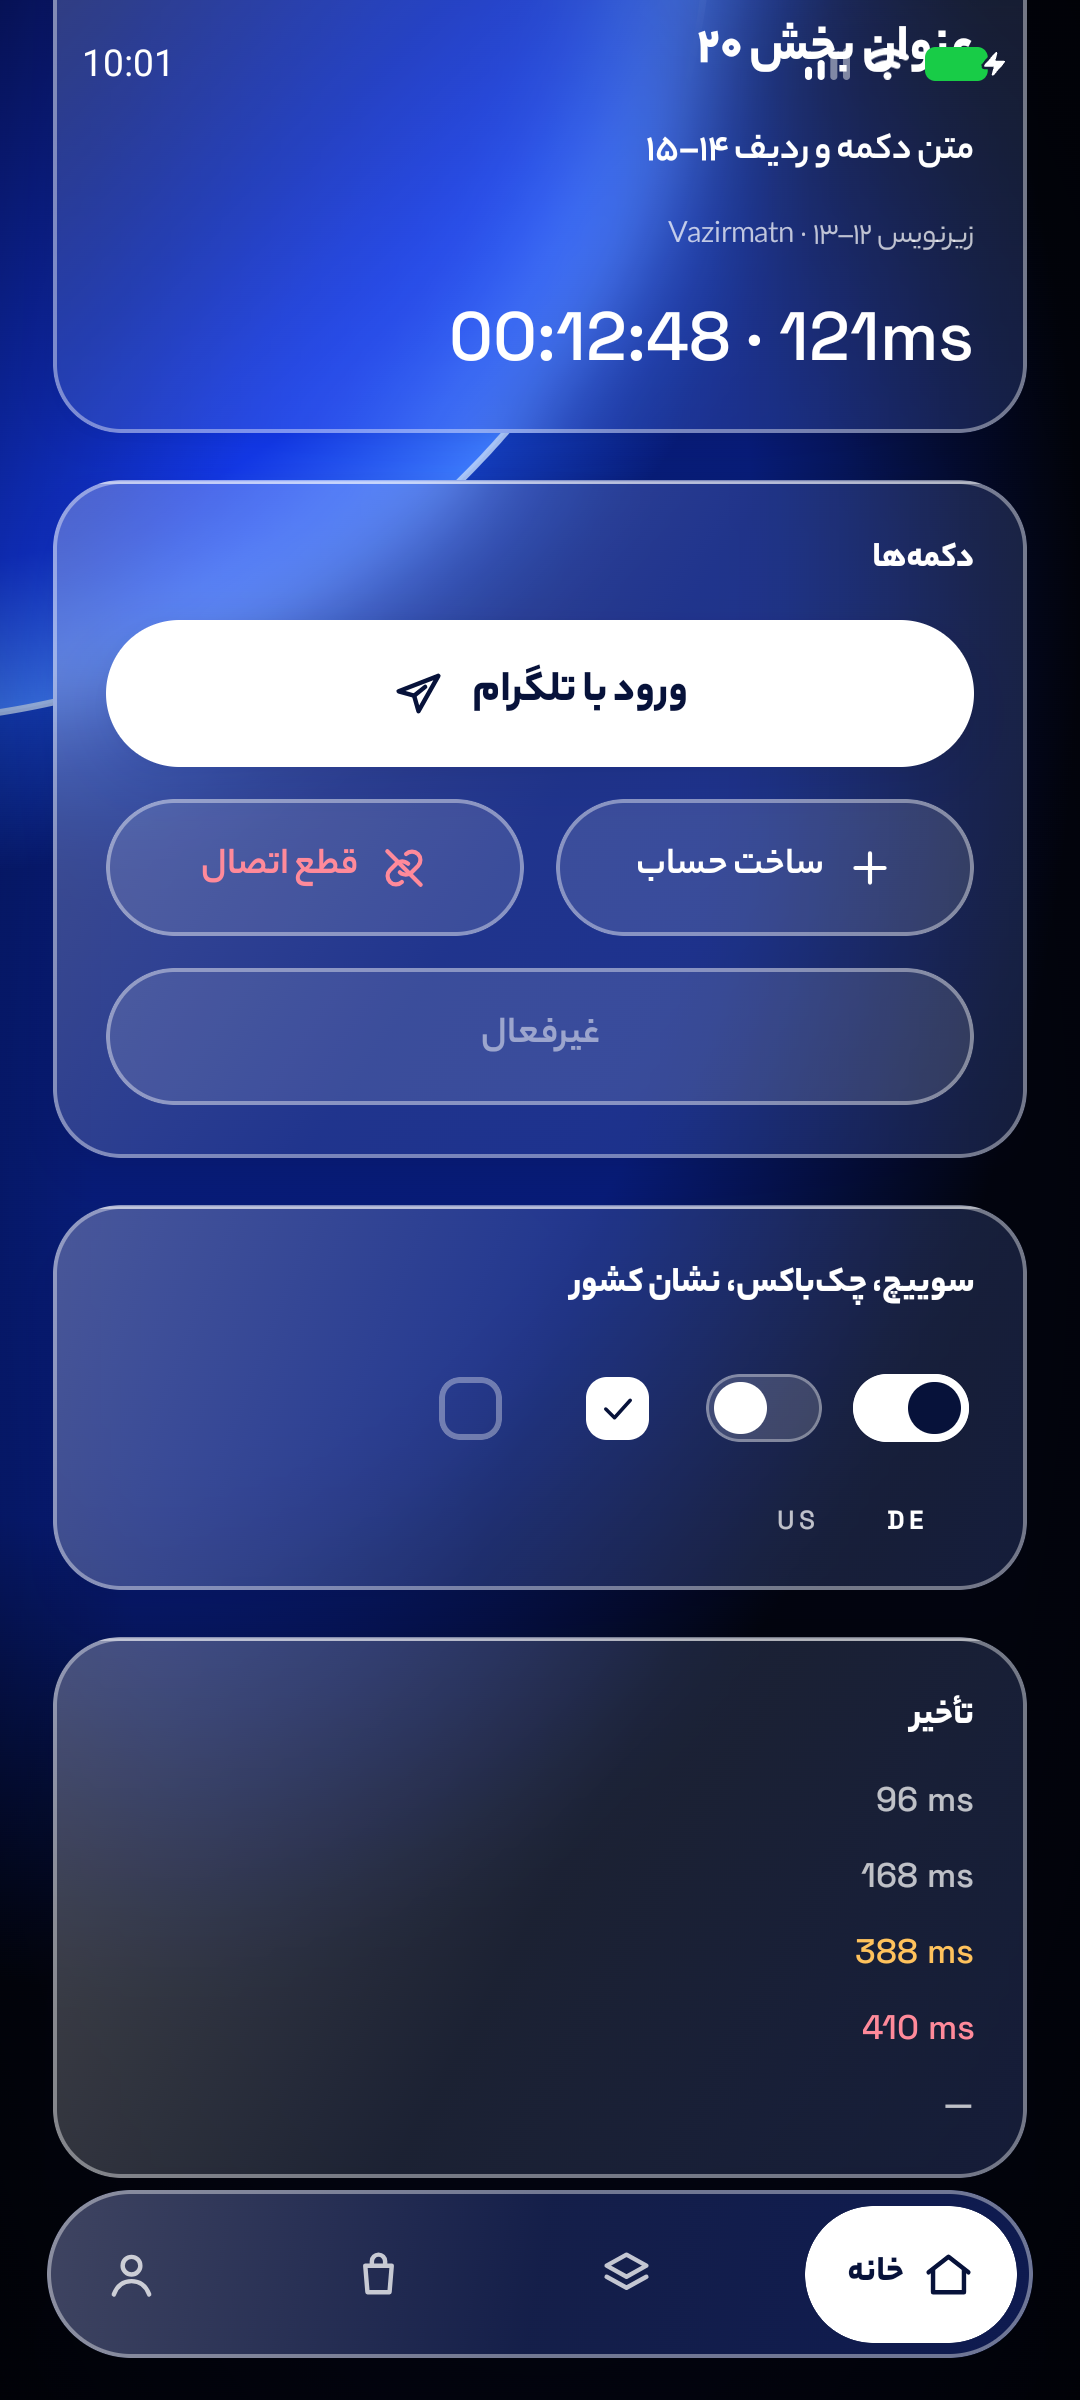 10:01
عنوان بخش ۲۰
متن دکمه و ردیف ۱۴–۱۵
زیرنویس ۱۲–۱۳ · Vazirmatn
00:12:48 · 121ms
دکمه‌ها
ورود با تلگرام
ساخت حساب
قطع اتصال
غیرفعال
سوییچ، چک‌باکس، نشان کشور
DE
US
تأخیر
96 ms
168 ms
388 ms
410 ms
—
خانه